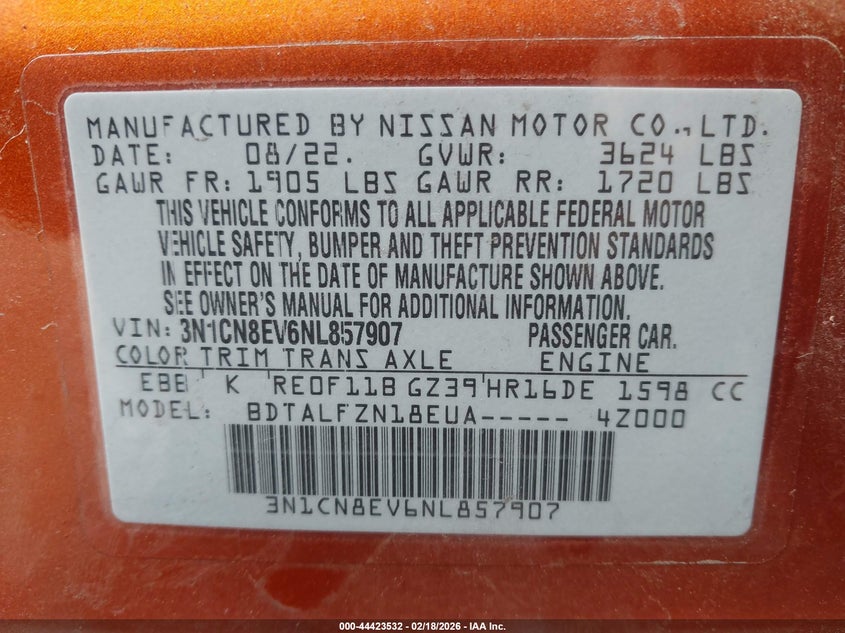 MANUFACTURED BY NISSAN MOTOR CO.,LTD.
DATE: 08/22. GVWR: 3624 LBS
GAWR FR: 1905 LBS GAWR RR: 1720 LBS
THIS VEHICLE CONFORMS TO ALL APPLICABLE FEDERAL MOTOR
VEHICLE SAFETY, BUMPER AND THEFT PREVENTION STANDARDS
IN EFFECT ON THE DATE OF MANUFACTURE SHOWN ABOVE.
SEE OWNER'S MANUAL FOR ADDITIONAL INFORMATION.
VIN: 3N1CN8EV6NL857907 PASSENGER CAR.
COLOR TRIM TRANS AXLE ENGINE
EBB K RE0F11B GZ39 HR16DE 1598 CC
MODEL: BDTALFZN18EUA----- 4Z000
3N1CN8EV6NL857907
000-44423532 - 02/18/2026 - IAA Inc.